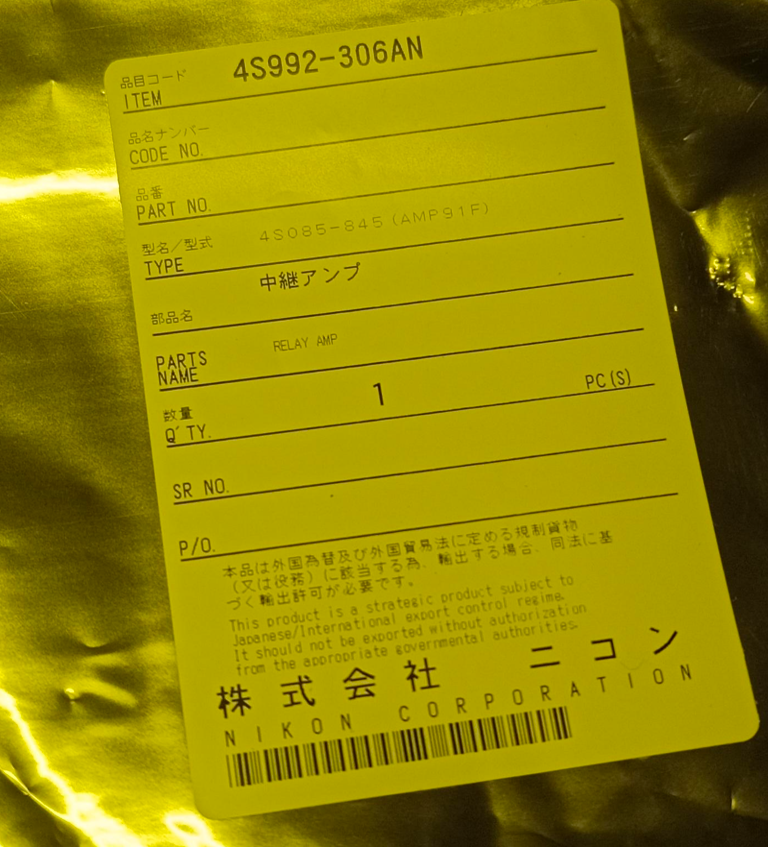 品目コード 4S992-306AN
ITEM
品名ナンバー
CODE NO.
品番
PART NO.
型名／型式 4S085-845(AMP91F)
TYPE
中継アンプ
部品名
PARTS RELAY AMP
NAME
数量 1 PC(S)
Q'TY.
SR NO.
P/O.
本品は外国為替及び外国貿易法に定める規制貨物
（又は役務）に該当する為、輸出する場合、同法に基
づく輸出許可が必要です。
This product is a strategic product subject to
Japanese/International export control regime.
It should not be exported without authorization
from the appropriate governmental authorities.
株式会社 ニコン
NIKON CORPORATION